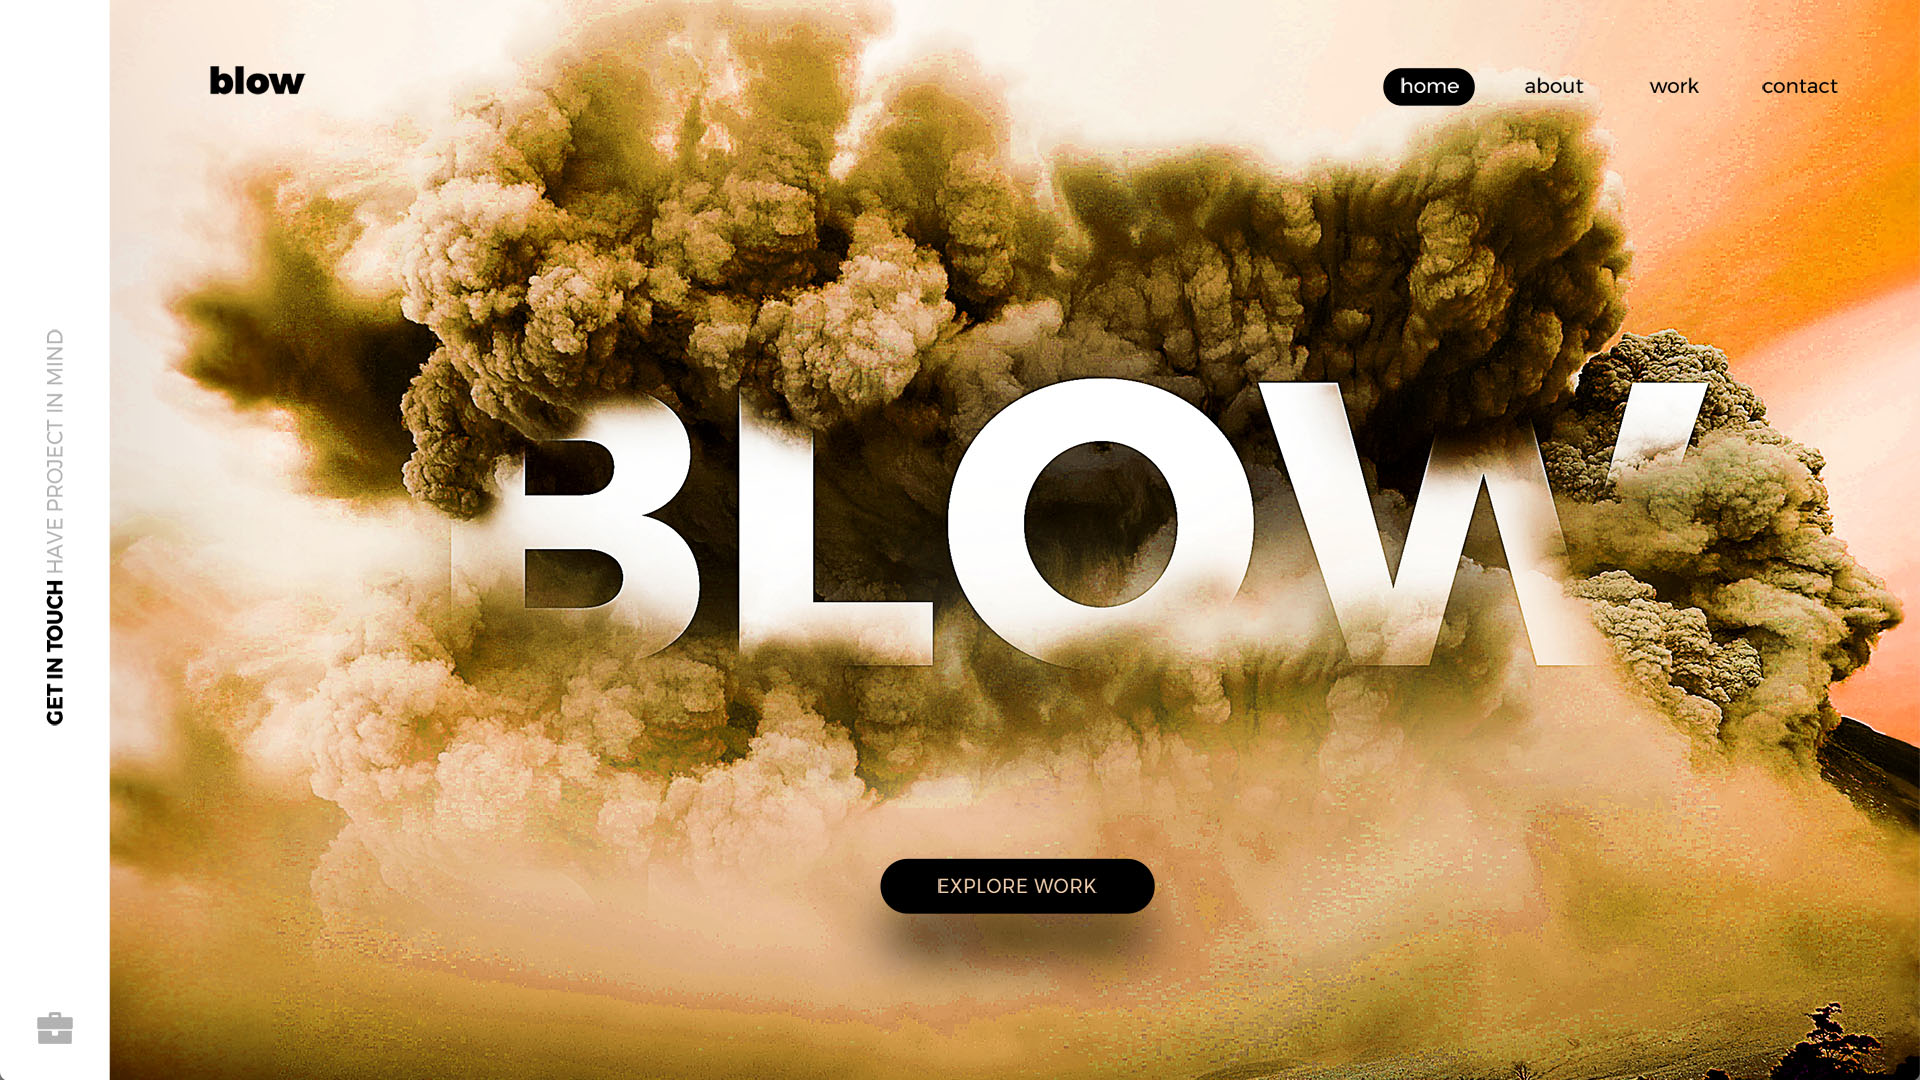 blow
home
about
work
contact
GET IN TOUCH HAVE PROJECT IN MIND
BLOW
EXPLORE WORK